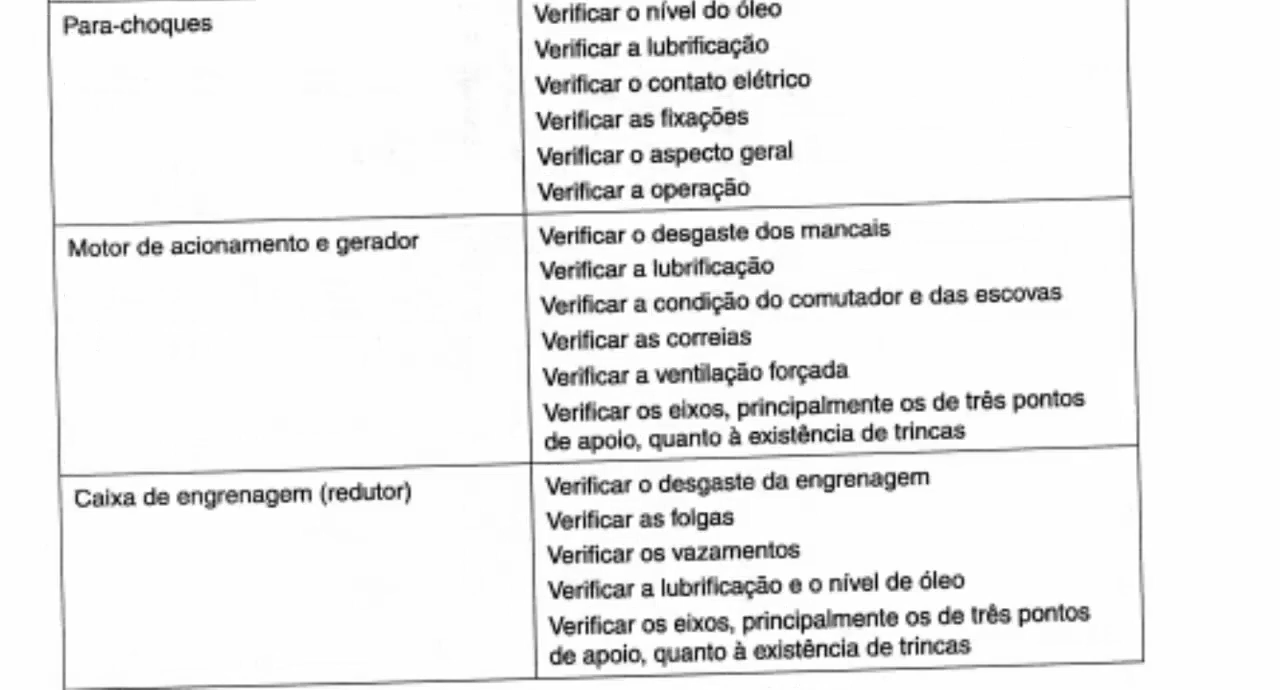 Para-choques
Verificar o nível do óleo
Verificar a lubrificação
Verificar o contato elétrico
Verificar as fixações
Verificar o aspecto geral
Verificar a operação
Motor de acionamento e gerador
Verificar o desgaste dos mancais
Verificar a lubrificação
Verificar a condição do comutador e das escovas
Verificar as correias
Verificar a ventilação forçada
Verificar os eixos, principalmente os de três pontos
de apoio, quanto à existência de trincas
Caixa de engrenagem (redutor)
Verificar o desgaste da engrenagem
Verificar as folgas
Verificar os vazamentos
Verificar a lubrificação e o nível de óleo
Verificar os eixos, principalmente os de três pontos
de apoio, quanto à existência de trincas